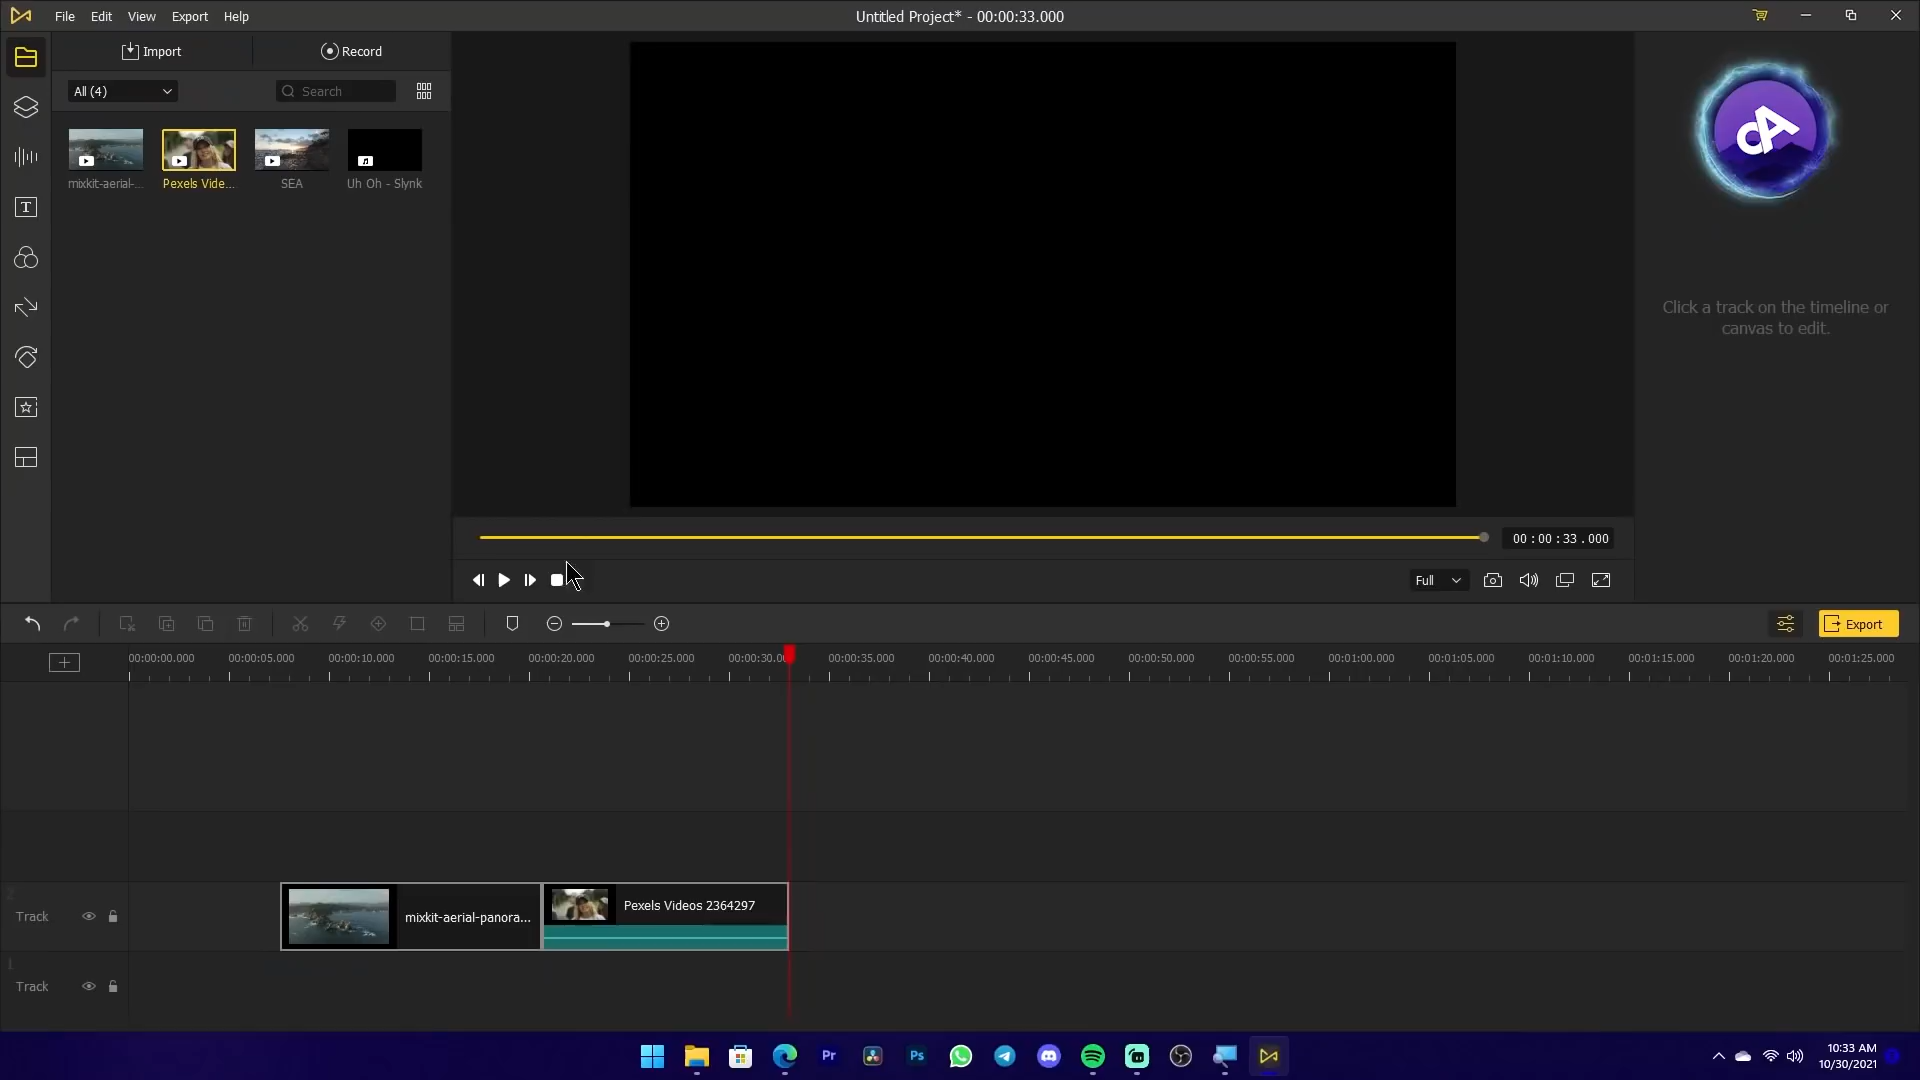 File Edit View Export Help
Untitled Project* - 00:00:33.000
Import
Record
All (4)
Search
mixkit-aerial-...
Pexels Vide...
SEA
Uh Oh - Slynk
Click a track on the timeline or
canvas to edit.
00 : 00 : 33 . 000
Full
Export
00:00:00.000 00:00:05.000 00:00:10.000 00:00:15.000 00:00:20.000 00:00:25.000 00:00:30.0 00:00:35.000 00:00:40.000 00:00:45.000 00:00:50.000 00:00:55.000 00:01:00.000 00:01:05.000 00:01:10.000 00:01:15.000 00:01:20.000 00:01:25.000
2
Track
mixkit-aerial-panora...
Pexels Videos 2364297
1
Track
Pr
Ps
10:33 AM
10/30/2021